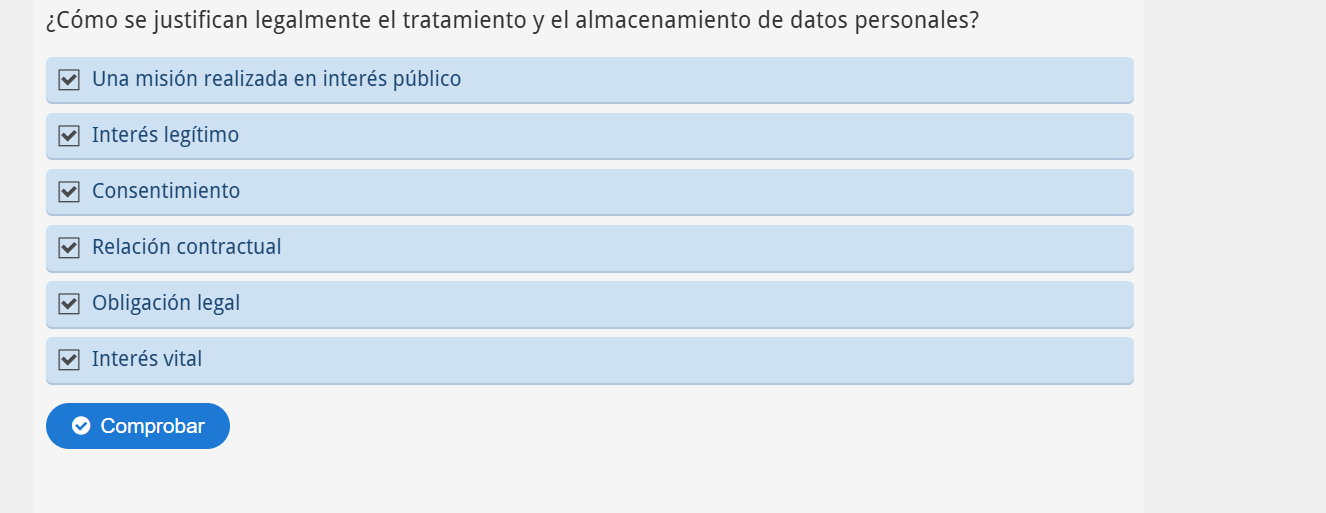 ¿Cómo se justifican legalmente el tratamiento y el almacenamiento de datos personales?
Una misión realizada en interés público
Interés legítimo
Consentimiento
Relación contractual
Obligación legal
Interés vital
Comprobar